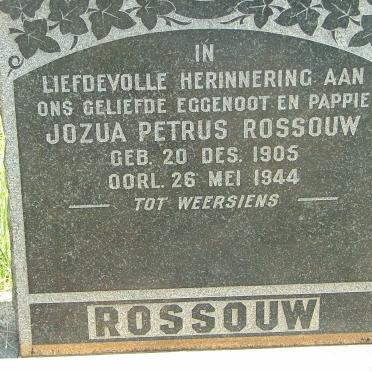 IN
LIEFDEVOLLE HERINNERING AAN
ONS GELIEFDE EGGENOOT EN PAPPIE
JOZUA PETRUS ROSSOUW
GEB. 20 DES. 1905
OORL. 26 MEI 1944
TOT WEERSIENS
ROSSOUW